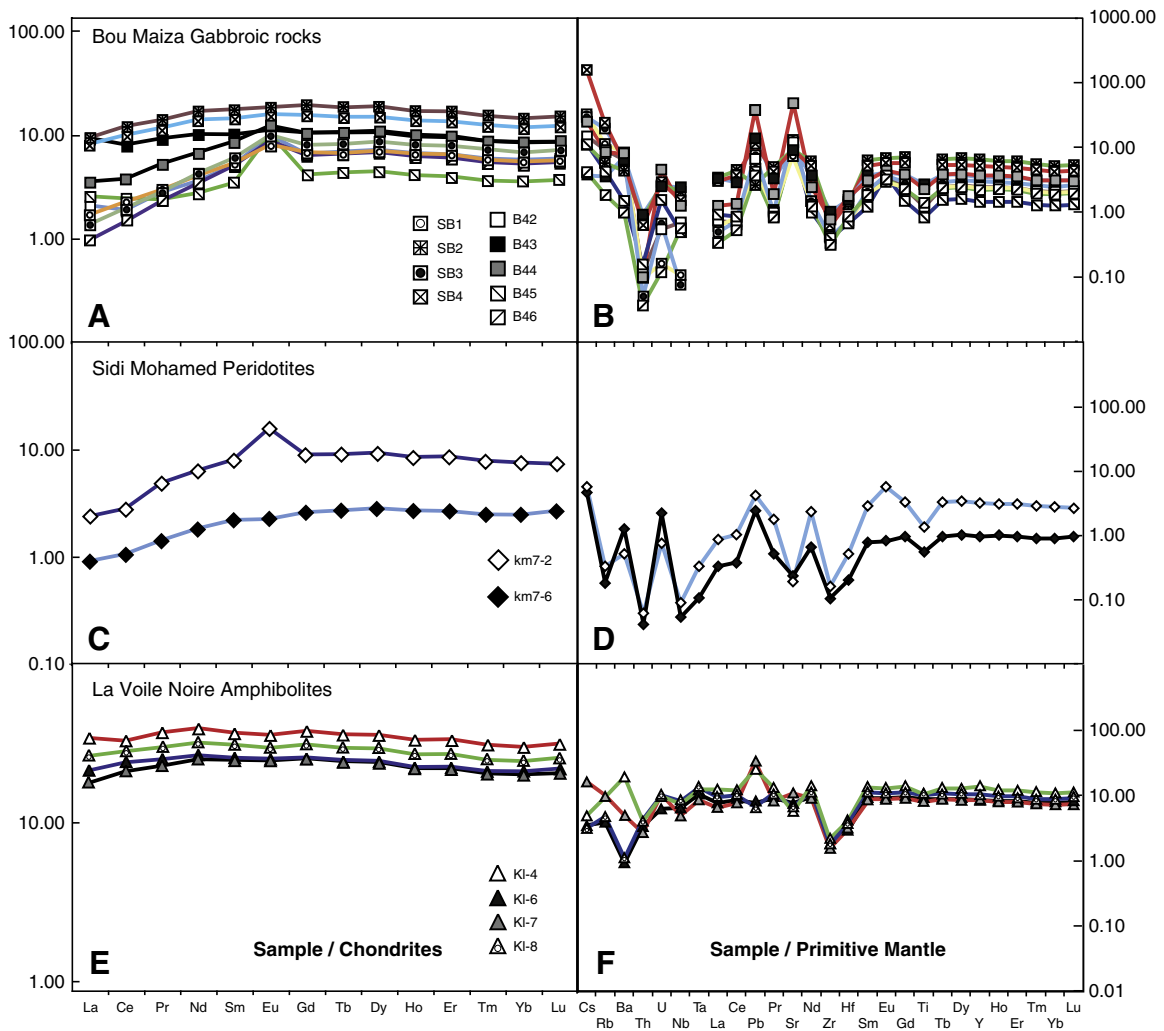 100.00
Bou Maiza Gabbroic rocks
10.00
1.00
SB1
SB2
SB3
SB4
B42
B43
B44
B45
B46
A
1000.00
100.00
10.00
1.00
0.10
B
100.00
Sidi Mohamed Peridotites
10.00
1.00
km7-2
km7-6
C
0.10
100.00
10.00
1.00
0.10
D
La Voile Noire Amphibolites
10.00
KI-4
KI-6
KI-7
KI-8
E
Sample / Chondrites
1.00
La Ce Pr Nd Sm Eu Gd Tb Dy Ho Er Tm Yb Lu
100.00
10.00
1.00
0.10
Sample / Primitive Mantle
F
0.01
Cs Ba U Ta Ce Pr Nd Hf Eu Ti Dy Ho Tm Lu
Rb Th Nb La Pb Sr Zr Sm Gd Tb Y Er Yb